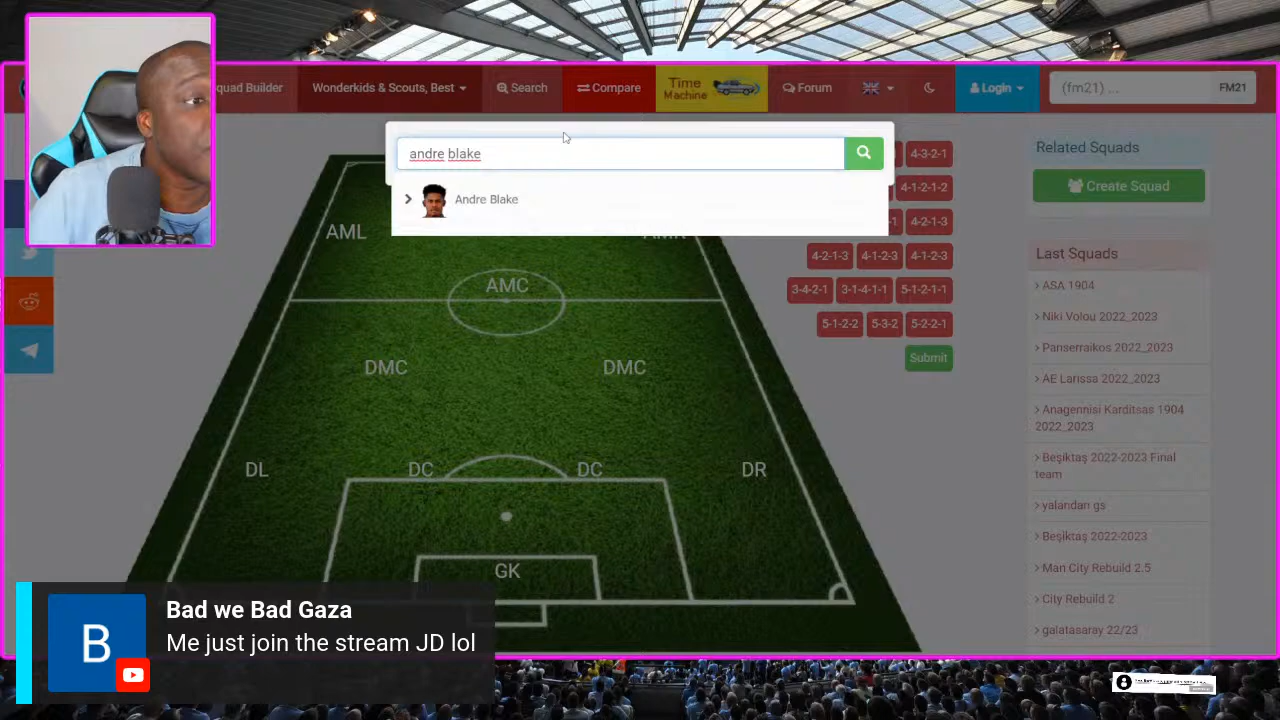 quad Builder
Wonderkids & Scouts, Best
Search
Compare
Time Machine
Forum
Login
(fm21) ...
FM21
andre blake
Andre Blake
AML
AMC
DMC
DMC
DL
DC
DC
DR
GK
4-3-2-1
4-1-2-1-2
4-2-1-3
4-2-1-3
4-1-2-3
4-1-2-3
3-4-2-1
3-1-4-1-1
5-1-2-1-1
5-1-2-2
5-3-2
5-2-2-1
Submit
Related Squads
Create Squad
Last Squads
ASA 1904
Niki Volou 2022_2023
Panserraikos 2022_2023
AE Larissa 2022_2023
Anagennisi Karditsas 1904
2022_2023
Beşiktaş 2022-2023 Final
team
yalandan gs
Beşiktaş 2022-2023
Man City Rebuild 2.5
City Rebuild 2
galatasaray 22/23
B
Bad we Bad Gaza
Me just join the stream JD lol